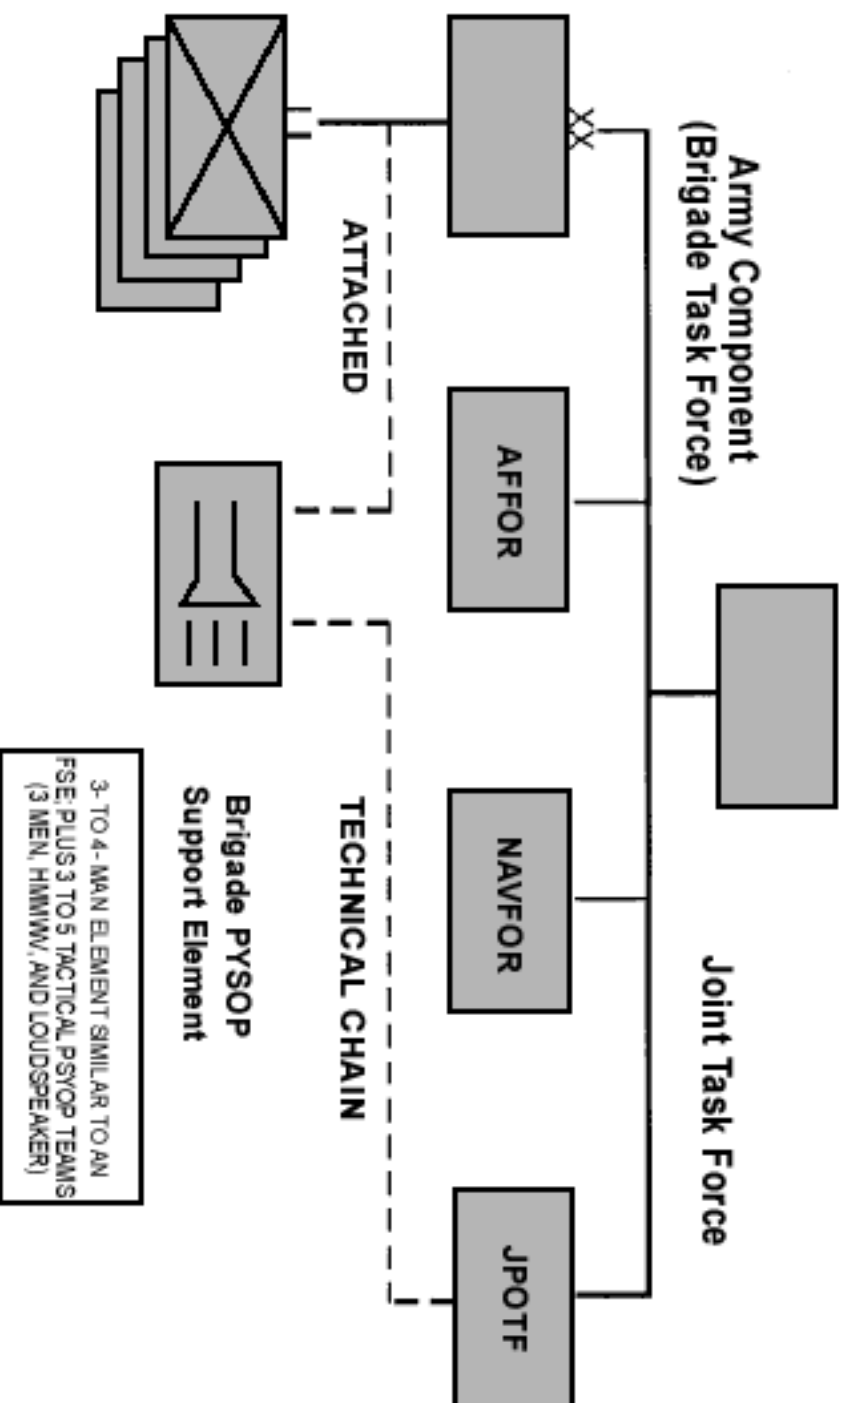 Joint Task Force
Army Component
(Brigade Task Force)
AFFOR
NAVFOR
JPOTF
ATTACHED
TECHNICAL CHAIN
Brigade PYSOP
Support Element
3- TO 4- MAN ELEMENT SIMILAR TO AN
FSE; PLUS 3 TO 5 TACTICAL PSYOP TEAMS
(3 MEN, HMMWV, AND LOUDSPEAKER)